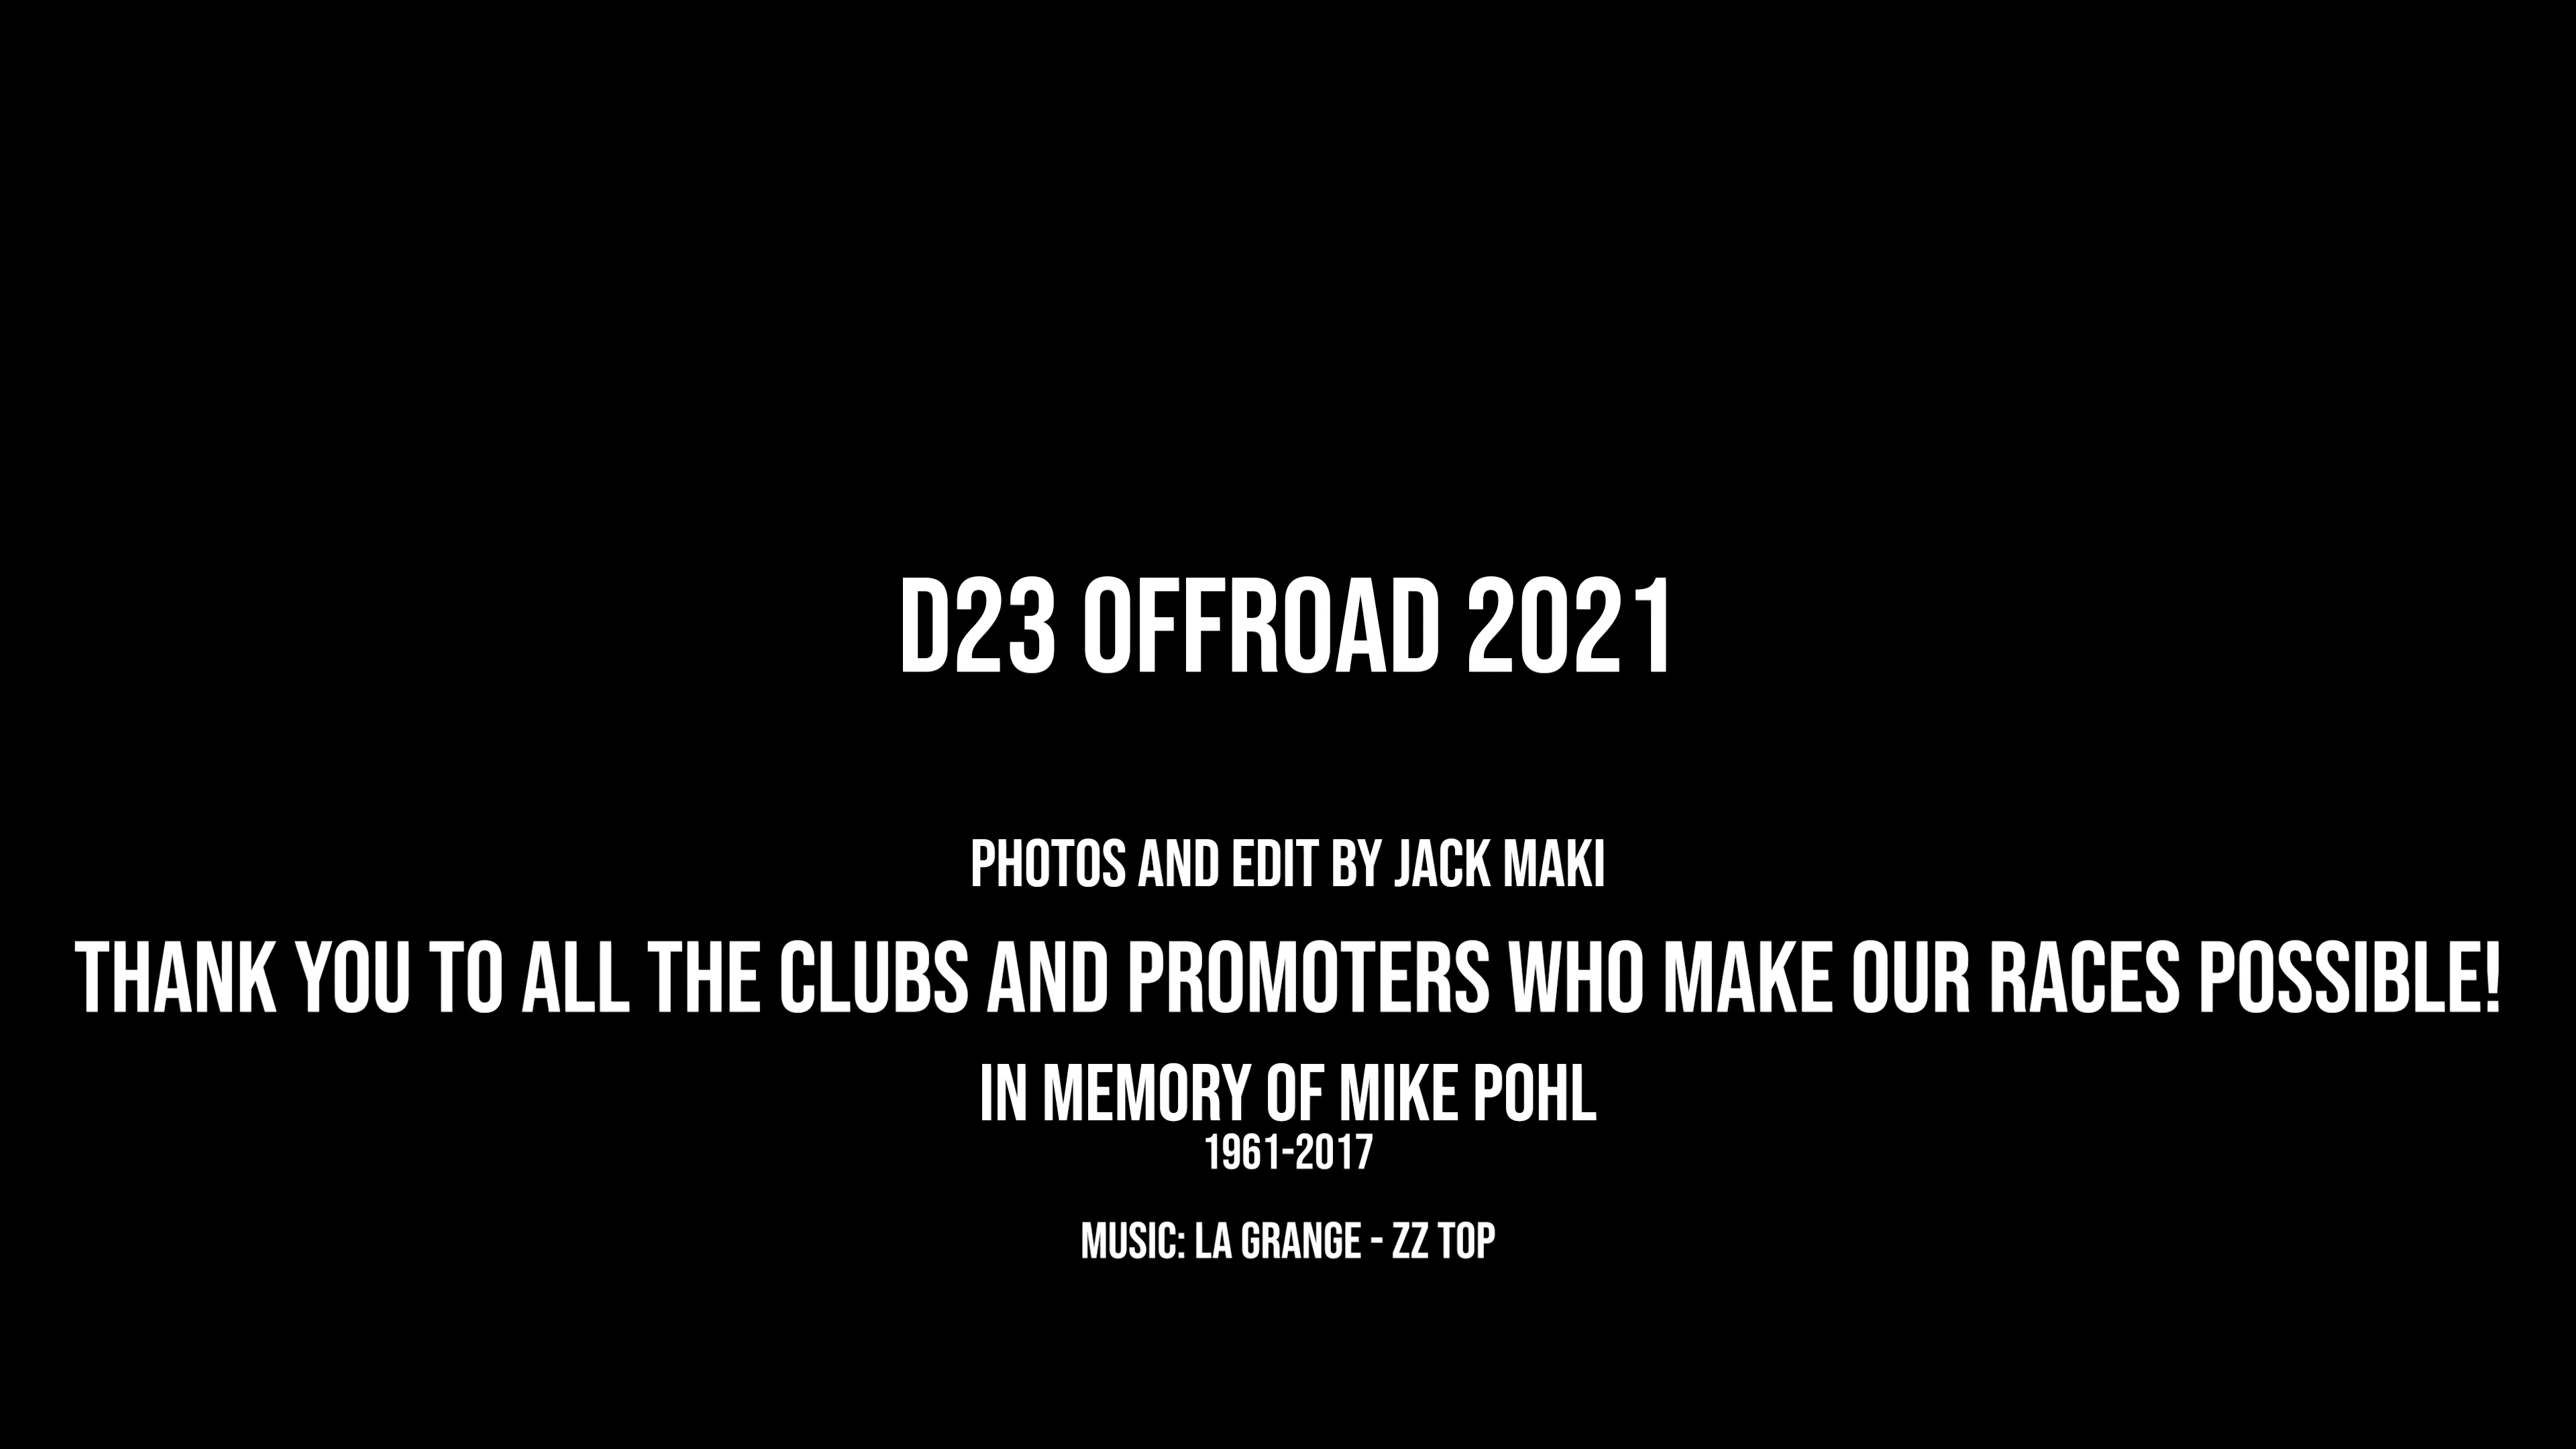 D23 OFFROAD 2021
PHOTOS AND EDIT BY JACK MAKI
THANK YOU TO ALL THE CLUBS AND PROMOTERS WHO MAKE OUR RACES POSSIBLE!
IN MEMORY OF MIKE POHL
1961-2017
MUSIC: LA GRANGE - ZZ TOP